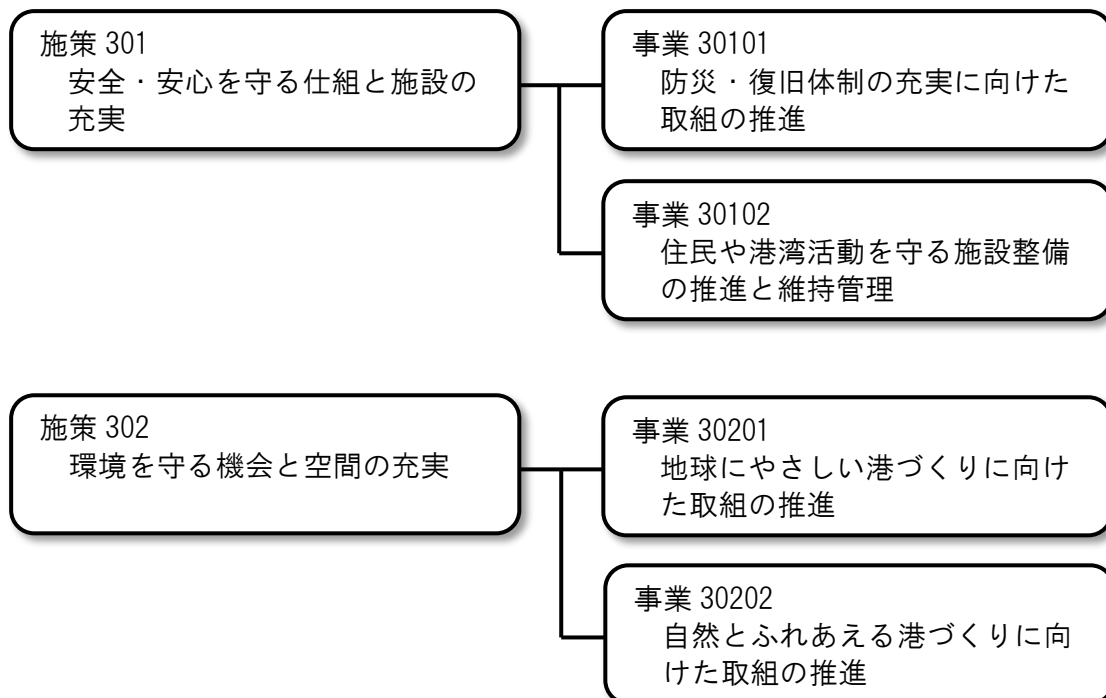 施策 301
安全・安心を守る仕組と施設の
充実
事業 30101
防災・復旧体制の充実に向けた
取組の推進
事業 30102
住民や港湾活動を守る施設整備
の推進と維持管理
施策 302
環境を守る機会と空間の充実
事業 30201
地球にやさしい港づくりに向け
た取組の推進
事業 30202
自然とふれあえる港づくりに向
けた取組の推進